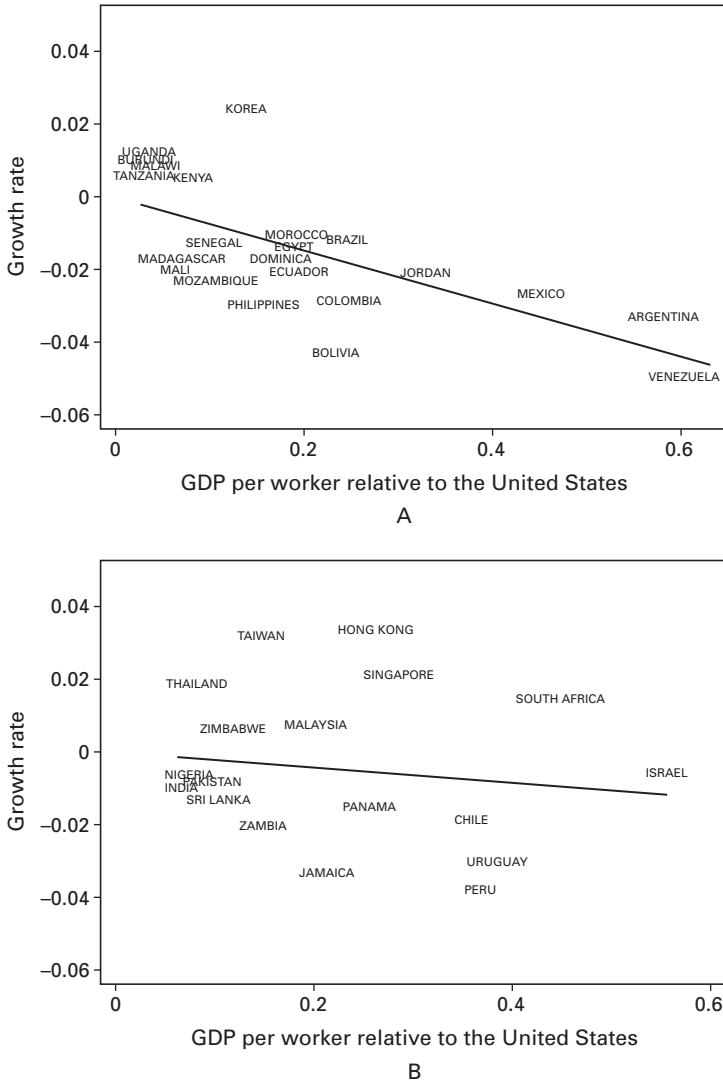 0.04
KOREA
0.02
UGANDA
BURUNDI
MALAWI
TANZANIA
KENYA
0
Growth rate
MOROCCO
BRAZIL
SENEGAL
EGYPT
MADAGASCAR
DOMINICA
–0.02
MALI
ECUADOR
JORDAN
MOZAMBIQUE
MEXICO
PHILIPPINES
COLOMBIA
ARGENTINA
–0.04
BOLIVIA
VENEZUELA
–0.06
0 0.2 0.4 0.6
GDP per worker relative to the United States
A
0.04
TAIWAN
HONG KONG
0.02
THAILAND
SINGAPORE
SOUTH AFRICA
ZIMBABWE
MALAYSIA
0
Growth rate
NIGERIA
PAKISTAN
INDIA
ISRAEL
SRI LANKA
PANAMA
–0.02
ZAMBIA
CHILE
JAMAICA
URUGUAY
PERU
–0.04
–0.06
0 0.2 0.4 0.6
GDP per worker relative to the United States
B